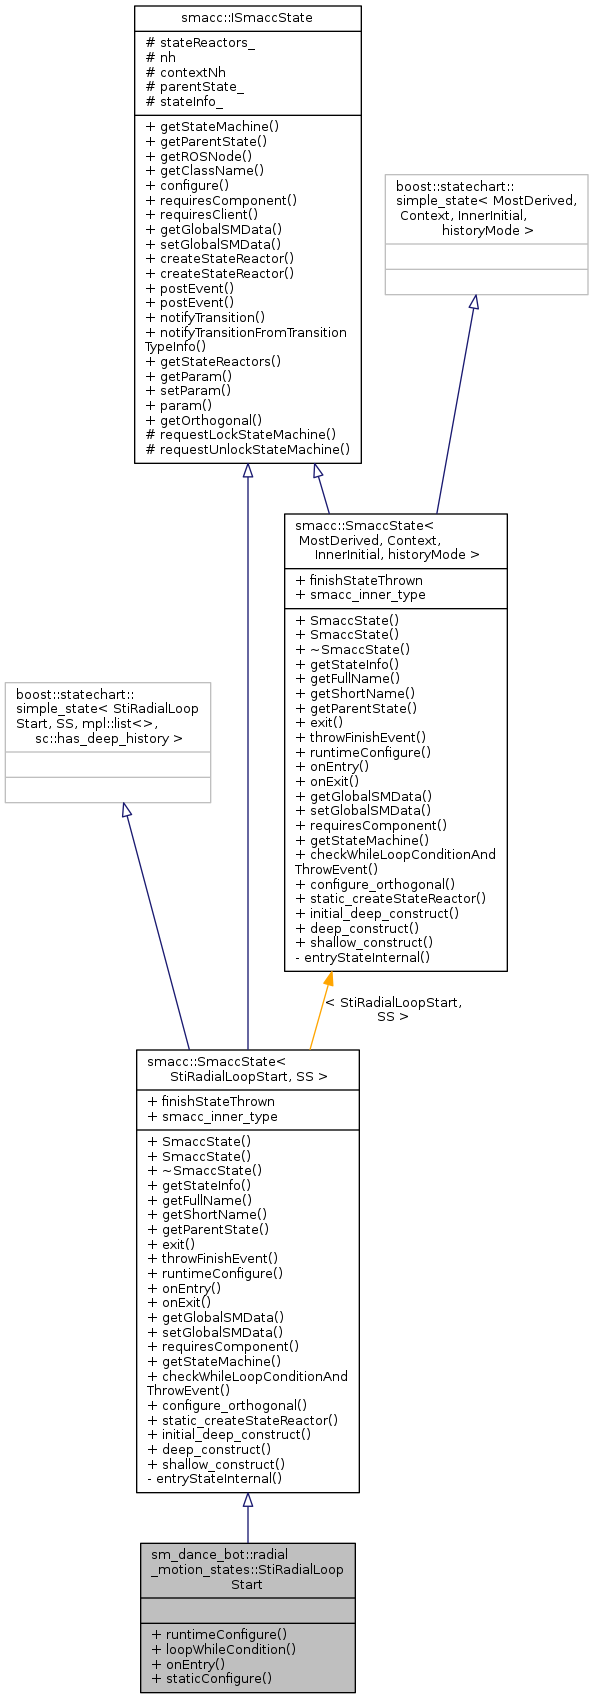 smacc::ISmaccState
# stateReactors_
# nh
# contextNh
# parentState_
# stateInfo_
+ getStateMachine()
+ getParentState()
+ getROSNode()
+ getClassName()
+ configure()
+ requiresComponent()
+ requiresClient()
+ getGlobalSMData()
+ setGlobalSMData()
+ createStateReactor()
+ createStateReactor()
+ postEvent()
+ postEvent()
+ notifyTransition()
+ notifyTransitionFromTransition
TypeInfo()
+ getStateReactors()
+ getParam()
+ setParam()
+ param()
+ getOrthogonal()
# requestLockStateMachine()
# requestUnlockStateMachine()
boost::statechart::
simple_state< MostDerived,
Context, InnerInitial,
historyMode >
smacc::SmaccState<
MostDerived, Context,
InnerInitial, historyMode >
+ finishStateThrown
+ smacc_inner_type
+ SmaccState()
+ SmaccState()
+ ~SmaccState()
+ getStateInfo()
+ getFullName()
+ getShortName()
+ getParentState()
+ exit()
+ throwFinishEvent()
+ runtimeConfigure()
+ onEntry()
+ onExit()
+ getGlobalSMData()
+ setGlobalSMData()
+ requiresComponent()
+ getStateMachine()
+ checkWhileLoopConditionAnd
ThrowEvent()
+ configure_orthogonal()
+ static_createStateReactor()
+ initial_deep_construct()
+ deep_construct()
+ shallow_construct()
- entryStateInternal()
boost::statechart::
simple_state< StiRadialLoop
Start, SS, mpl::list<>,
sc::has_deep_history >
< StiRadialLoopStart,
SS >
smacc::SmaccState<
StiRadialLoopStart, SS >
+ finishStateThrown
+ smacc_inner_type
+ SmaccState()
+ SmaccState()
+ ~SmaccState()
+ getStateInfo()
+ getFullName()
+ getShortName()
+ getParentState()
+ exit()
+ throwFinishEvent()
+ runtimeConfigure()
+ onEntry()
+ onExit()
+ getGlobalSMData()
+ setGlobalSMData()
+ requiresComponent()
+ getStateMachine()
+ checkWhileLoopConditionAnd
ThrowEvent()
+ configure_orthogonal()
+ static_createStateReactor()
+ initial_deep_construct()
+ deep_construct()
+ shallow_construct()
- entryStateInternal()
sm_dance_bot::radial
_motion_states::StiRadialLoop
Start
+ runtimeConfigure()
+ loopWhileCondition()
+ onEntry()
+ staticConfigure()